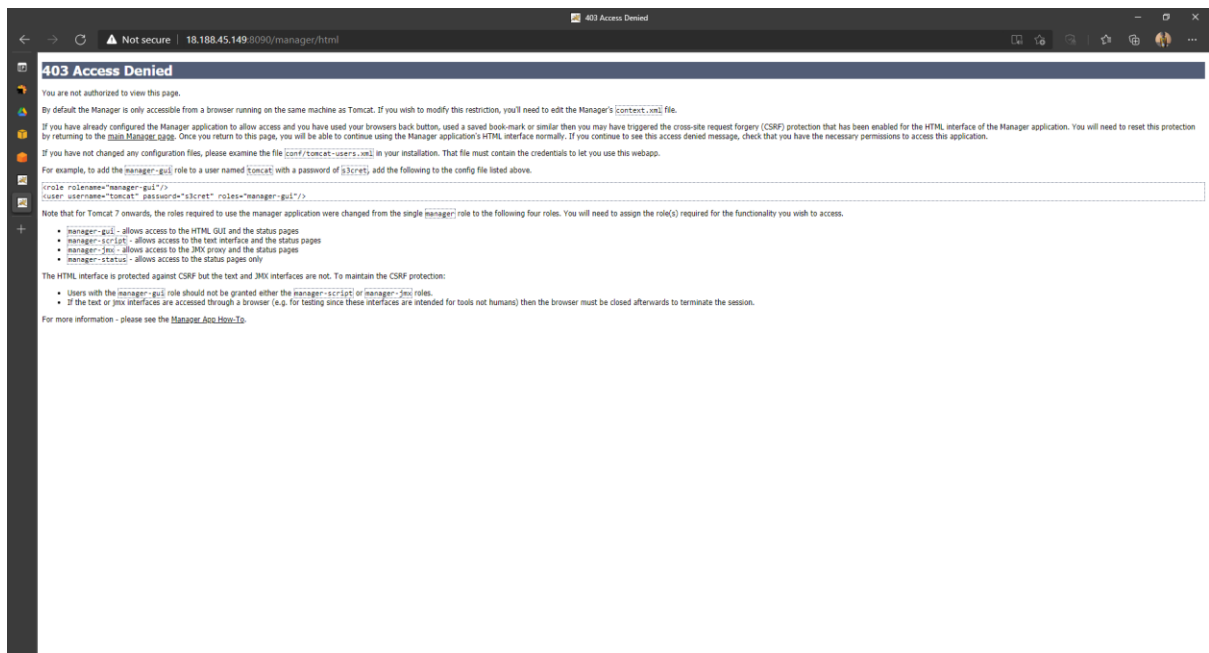 403 Access Denied
Not secure | 18.188.45.149:8090/manager/html
403 Access Denied
You are not authorized to view this page.
By default the Manager is only accessible from a browser running on the same machine as Tomcat. If you wish to modify this restriction, you'll need to edit the Manager's context.xml file.
If you have already configured the Manager application to allow access and you have used your browsers back button, used a saved book-mark or similar then you may have triggered the cross-site request forgery (CSRF) protection that has been enabled for the HTML interface of the Manager application. You will need to reset this protection
by returning to the main Manager page. Once you return to this page, you will be able to continue using the Manager application's HTML interface normally. If you continue to see this access denied message, check that you have the necessary permissions to access this application.
If you have not changed any configuration files, please examine the file conf/tomcat-users.xml in your installation. That file must contain the credentials to let you use this webapp.
For example, to add the manager-gui role to a user named tomcat with a password of s3cret, add the following to the config file listed above.
<role rolename="manager-gui"/>
<user username="tomcat" password="s3cret" roles="manager-gui"/>
Note that for Tomcat 7 onwards, the roles required to use the manager application were changed from the single manager role to the following four roles. You will need to assign the role(s) required for the functionality you wish to access.
• manager-gui - allows access to the HTML GUI and the status pages
• manager-script - allows access to the text interface and the status pages
• manager-jmx - allows access to the JMX proxy and the status pages
• manager-status - allows access to the status pages only
The HTML interface is protected against CSRF but the text and JMX interfaces are not. To maintain the CSRF protection:
• Users with the manager-gui role should not be granted either the manager-script or manager-jmx roles.
• If the text or jmx interfaces are accessed through a browser (e.g. for testing since these interfaces are intended for tools not humans) then the browser must be closed afterwards to terminate the session.
For more information - please see the Manager App How-To.